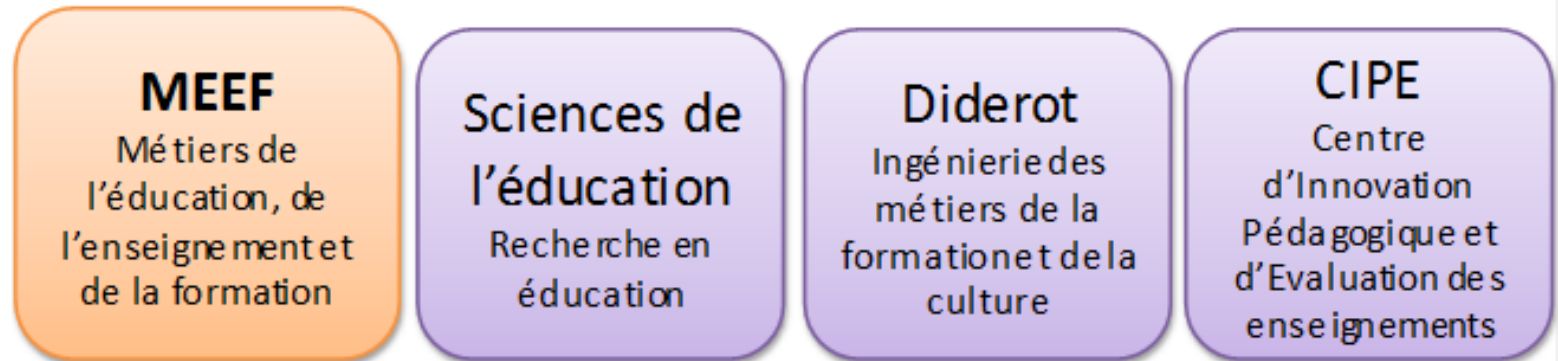 MEEF
Métiers de
l'éducation, de
l'enseignement et
de la formation
Sciences de
l'éducation
Recherche en
éducation
Diderot
Ingénierie des
métiers de la
formation et de la
culture
CIPE
Centre
d'Innovation
Pédagogique et
d'Evaluation des
enseignements